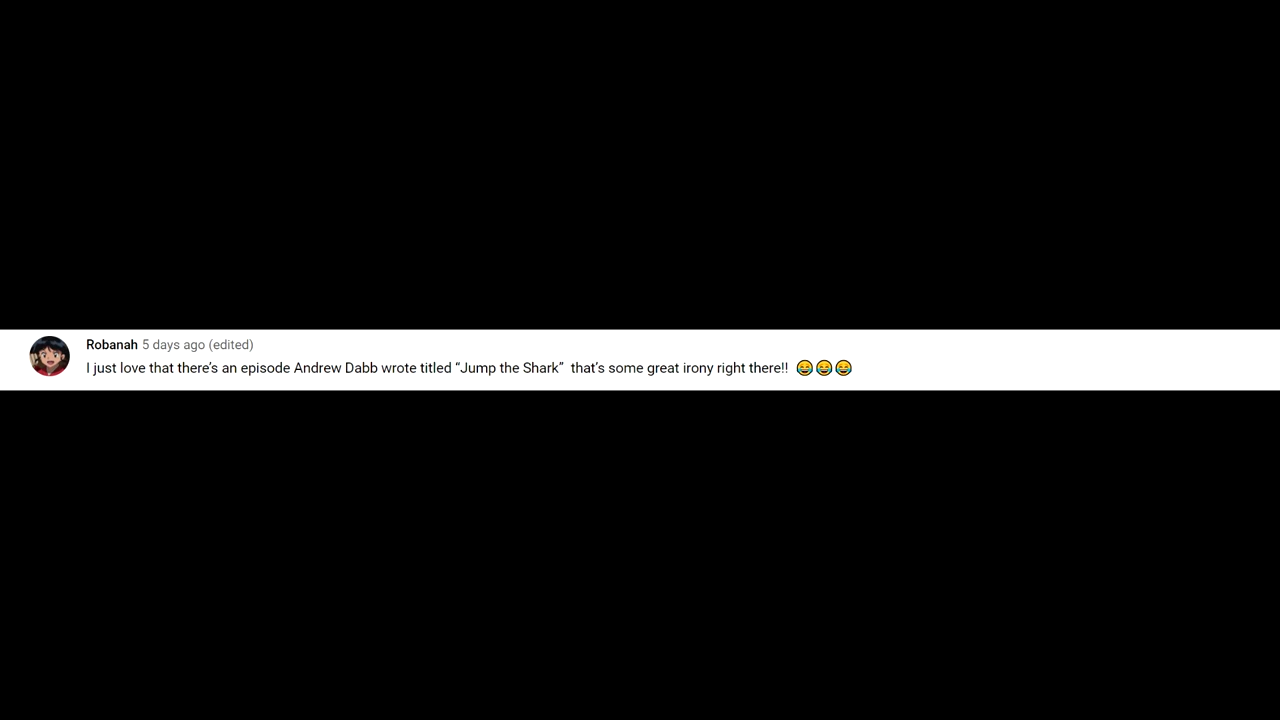 Robanah 5 days ago (edited)
I just love that there’s an episode Andrew Dabb wrote titled “Jump the Shark”  that’s some great irony right there!!  😂😂😂